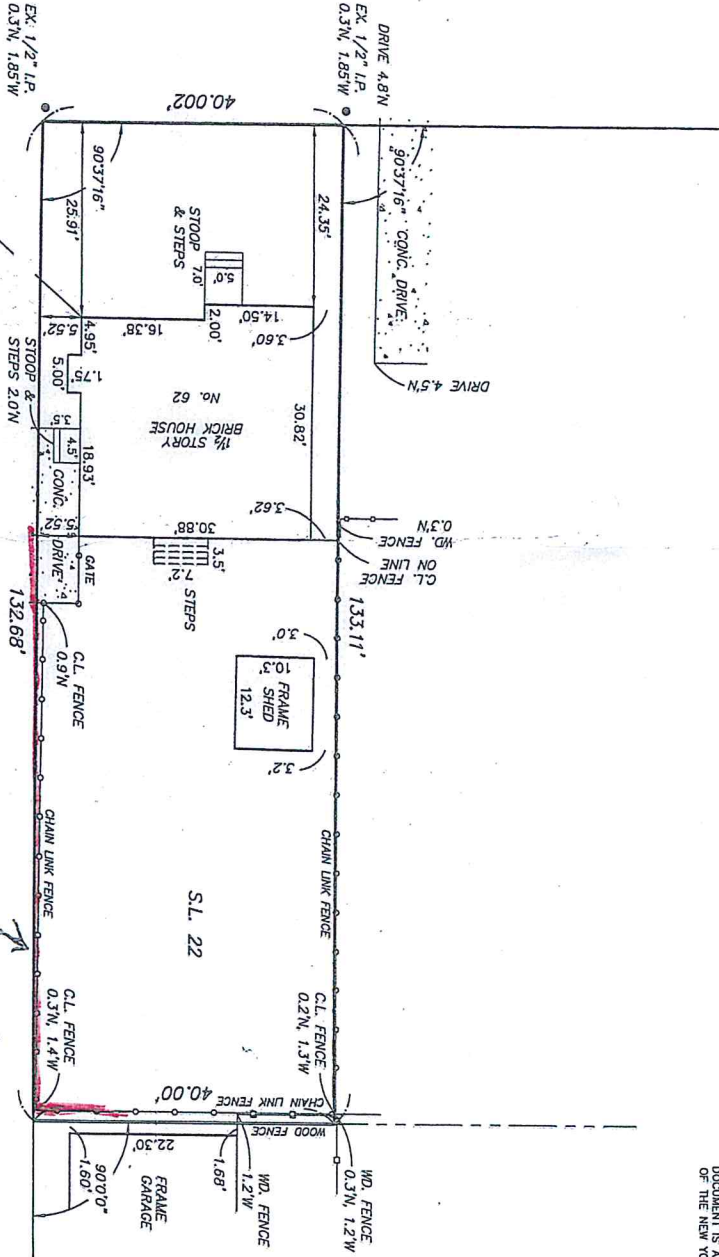 DOCUMENT IS A
OF THE NEW YO
DRIVE 4.8'N
EX. 1/2" I.P.
0.3'N, 1.85'W
90°37'16"
CONC. DRIVE
DRIVE 4.5'N
40.002'
24.35'
EX. 1/2" I.P.
0.3'N, 1.85'W
90°37'16"
25.91'
STOOP
& STEPS
5.0'
7.0'
2.00'
14.50'
3.60'
16.38'
4.95'
5.52'
1.75'
5.00'
5.5'
4.5'
18.93'
STOOP &
STEPS 2.0'N
No. 62
1½ STORY
BRICK HOUSE
30.82'
3.62'
30.88'
5.52'
CONC. DRIVE
GATE
3.5'
7.2'
STEPS
WD. FENCE
0.3'N
C.L. FENCE
ON LINE
133.11'
132.68'
C.L. FENCE
0.9'N
3.0'
10.3'
FRAME
SHED
12.3'
3.2'
CHAIN LINK FENCE
CHAIN LINK FENCE
S.L. 22
C.L. FENCE
0.2'N, 1.3'W
C.L. FENCE
0.3'N, 1.4'W
40.00'
CHAIN LINK FENCE
WOOD FENCE
WD. FENCE
0.3'N, 1.2'W
WD. FENCE
1.2'W
1.68'
22.30'
FRAME
GARAGE
90°0'0"
1.60'